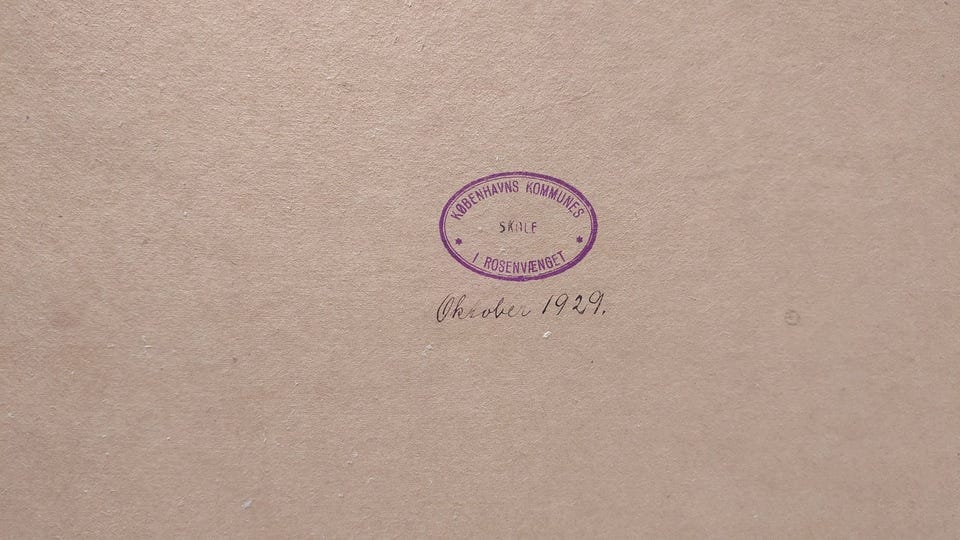 KØBENHAVNS KOMMUNES
SKOLE
I ROSENVÆNGET
Oktober 1929.